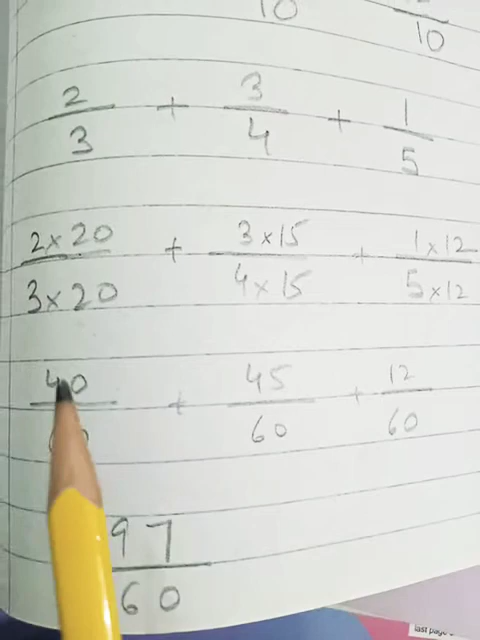 10 10
2/3 + 3/4 + 1/5
2×20/3×20 + 3×15/4×15 + 1×12/5×12
40 + 45/60 + 12/60
97/60
last page